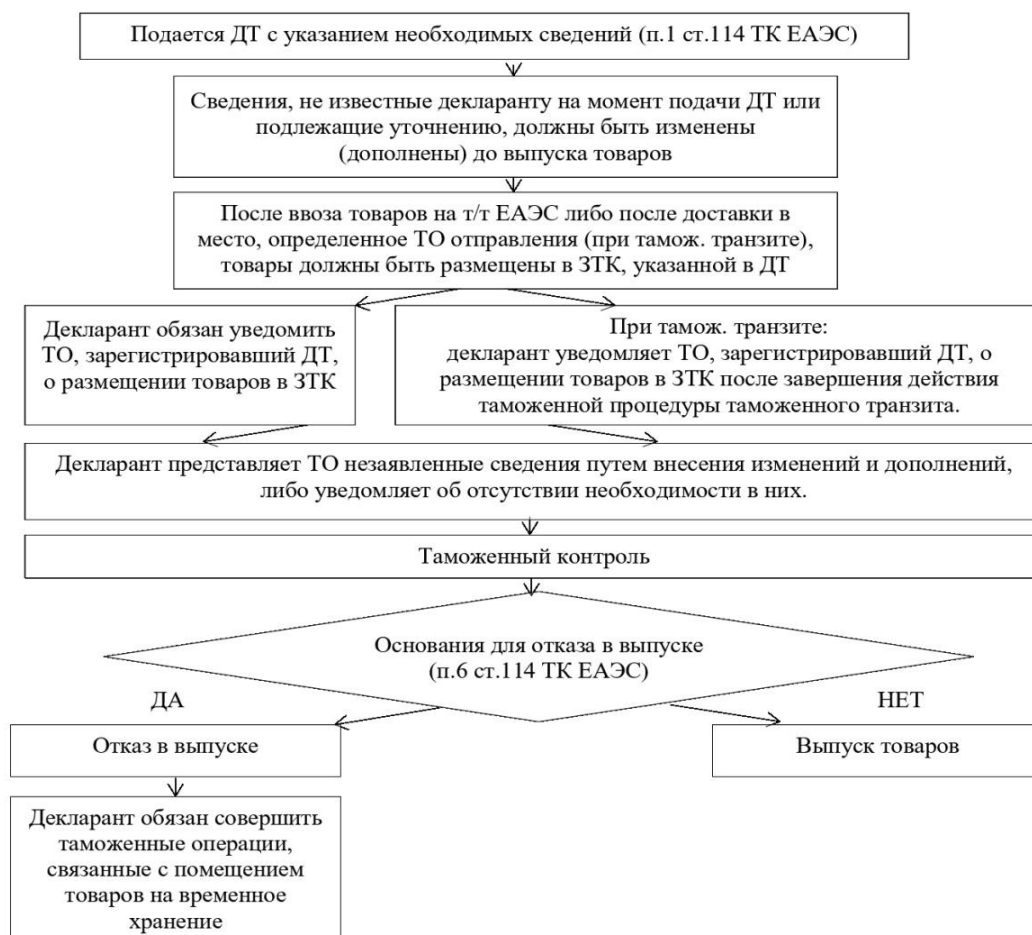 Подается ДТ с указанием необходимых сведений (п.1 ст.114 ТК ЕАЭС)
Сведения, не известные декларанту на момент подачи ДТ или
подлежащие уточнению, должны быть изменены
(дополнены) до выпуска товаров
После ввоза товаров на т/т ЕАЭС либо после доставки в
место, определенное ТО отправления (при тамож. транзите),
товары должны быть размещены в ЗТК, указанной в ДТ
Декларант обязан уведомить
ТО, зарегистрировавший ДТ,
о размещении товаров в ЗТК
При тамож. транзите:
декларант уведомляет ТО, зарегистрировавший ДТ, о
размещении товаров в ЗТК после завершения действия
таможенной процедуры таможенного транзита.
Декларант представляет ТО незаявленные сведения путем внесения изменений и дополнений,
либо уведомляет об отсутствии необходимости в них.
Таможенный контроль
Основания для отказа в выпуске
(п.6 ст.114 ТК ЕАЭС)
ДА
НЕТ
Отказ в выпуске
Выпуск товаров
Декларант обязан совершить
таможенные операции,
связанные с помещением
товаров на временное
хранение